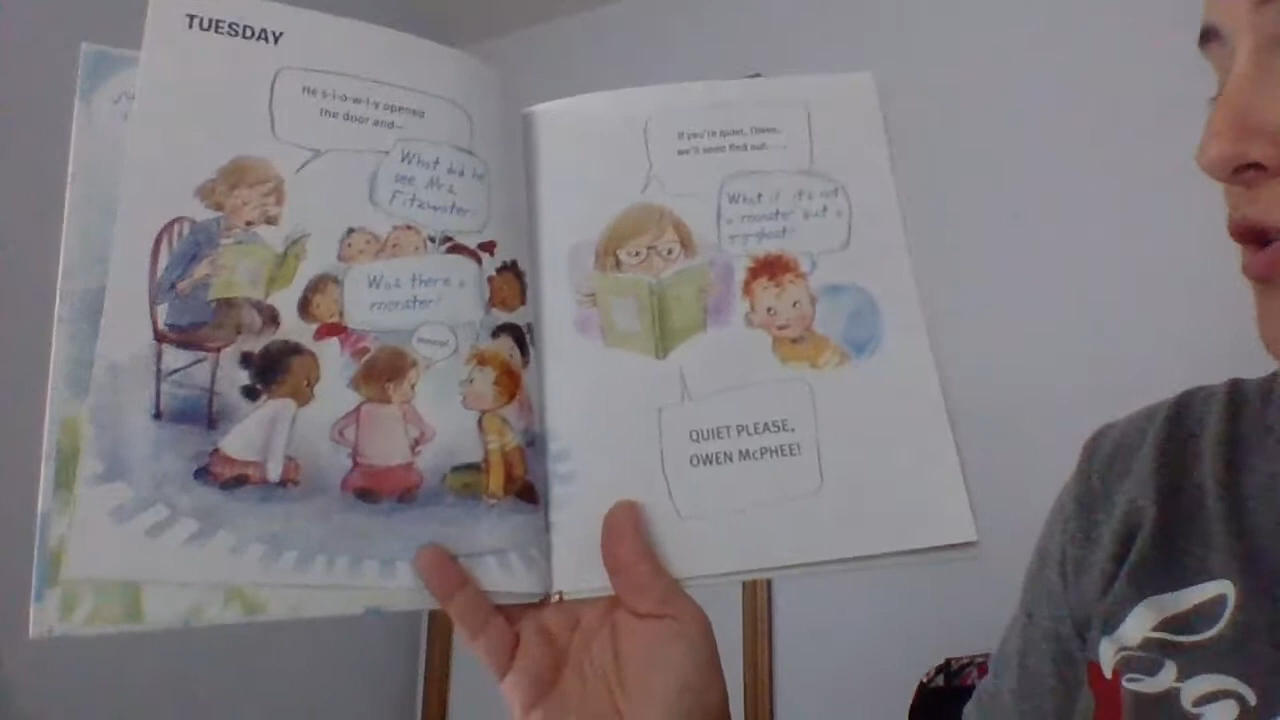 TUESDAY
He s-l-o-w-l-y opened
the door and—
What did he
see Mrs.
Fitzwater?
Was there a
monster?
If you're quiet, Owen,
we'll soon find out.....
What if it's not
a monster but a
g-g-ghost?
QUIET PLEASE,
OWEN McPHEE!